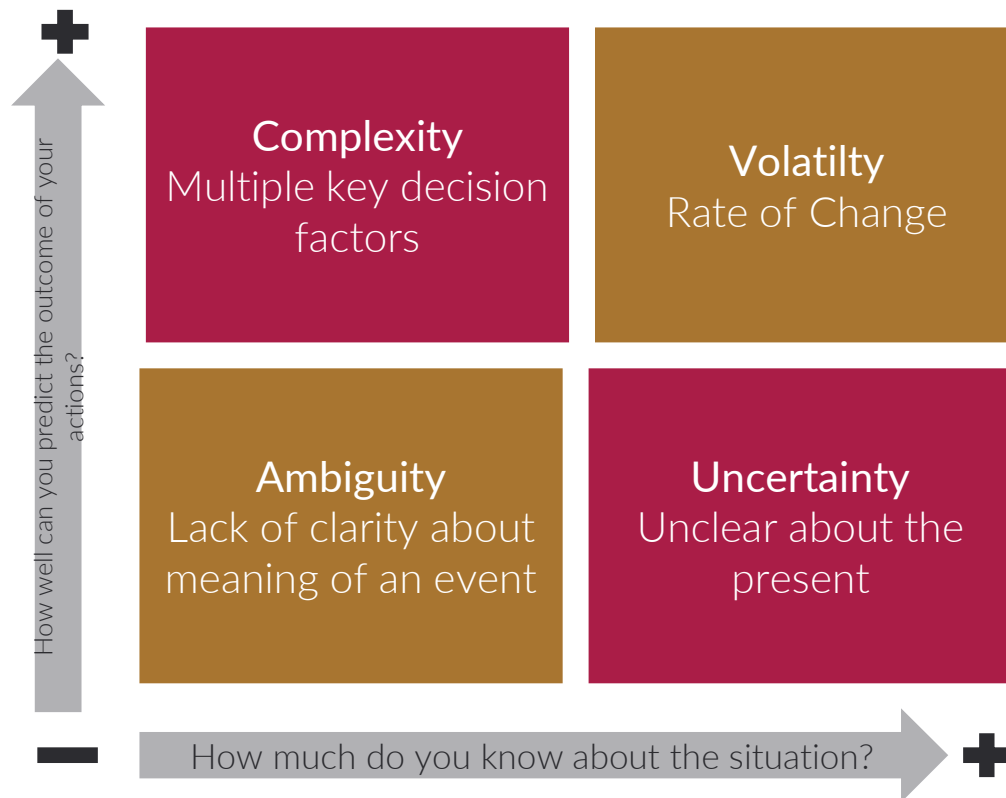 Complexity
Multiple key decision
factors
Volatilty
Rate of Change
How well can you predict the outcome of your
actions?
Ambiguity
Lack of clarity about
meaning of an event
Uncertainty
Unclear about the
present
How much do you know about the situation?